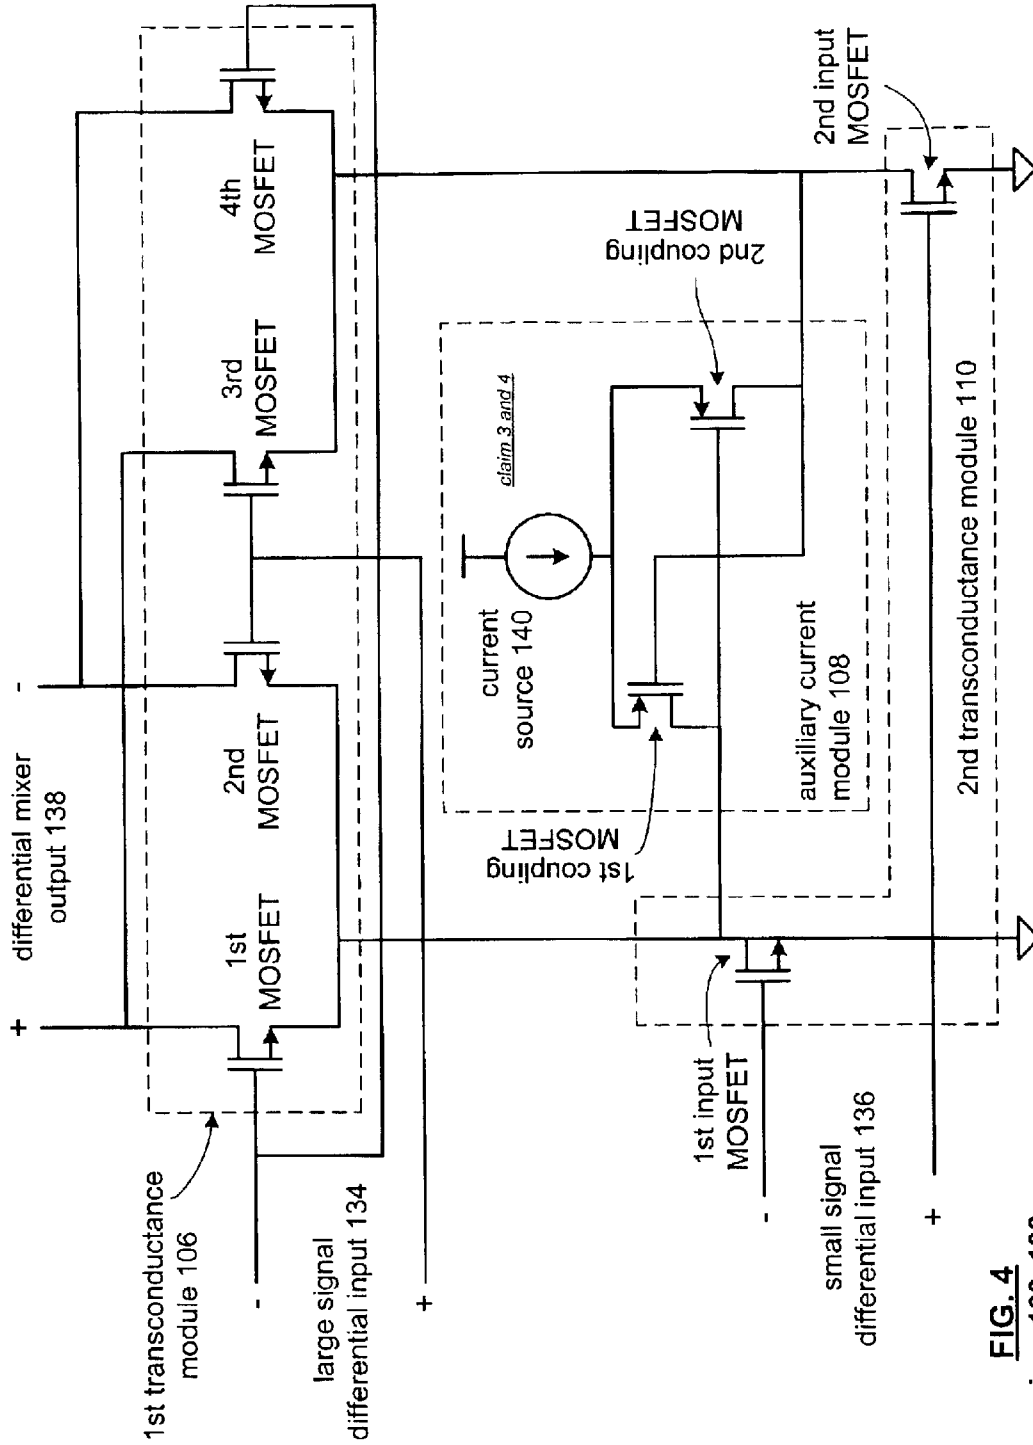 differential mixer
output 138
+
-
1st transconductance
module 106
1st
MOSFET
2nd
MOSFET
3rd
MOSFET
4th
MOSFET
-
large signal
differential input 134
+
current
source 140
claim 3 and 4
1st coupling
MOSFET
2nd coupling
MOSFET
auxiliary current
module 108
1st input
MOSFET
2nd input
MOSFET
-
small signal
differential input 136
+
2nd transconductance module 110
FIG. 4